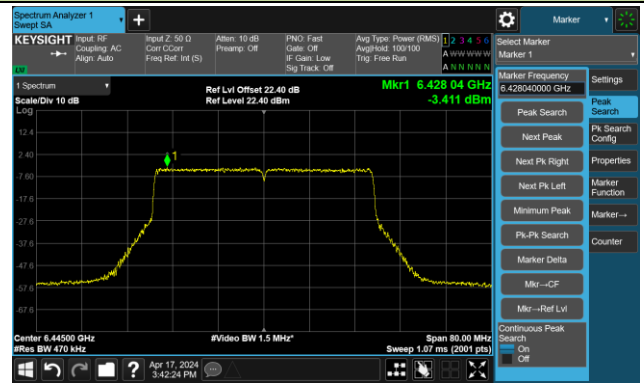 Spectrum Analyzer 1
Swept SA
Marker
KEYSIGHT
Input: RF
Coupling: AC
Align: Auto
Input Z: 50 Ω
Corr CCorr
Freq Ref: Int (S)
Atten: 10 dB
Preamp: Off
PNO: Fast
Gate: Off
IF Gain: Low
Sig Track: Off
Avg Type: Power (RMS)
Avg|Hold: 100/100
Trig: Free Run
1 2 3 4 5 6
A W W W W W
A N N N N N
Select Marker
Marker 1
LW
1 Spectrum
Scale/Div 10 dB
Log
Ref Lvl Offset 22.40 dB
Ref Level 22.40 dBm
Mkr1 6.428 04 GHz
-3.411 dBm
12.4
2.40
-7.60
-17.6
-27.6
-37.6
-47.6
-57.6
-67.6
1
Center 6.44500 GHz
#Res BW 470 kHz
#Video BW 1.5 MHz*
Span 80.00 MHz
Sweep 1.07 ms (2001 pts)
Marker Frequency
6.428040000 GHz
Peak Search
Next Peak
Next Pk Right
Next Pk Left
Minimum Peak
Pk-Pk Search
Marker Delta
Mkr→CF
Mkr→Ref Lvl
Continuous Peak
Search
On
Off
Settings
Peak
Search
Pk Search
Config
Properties
Marker
Function
Marker→
Counter
?
Apr 17, 2024
3:42:24 PM